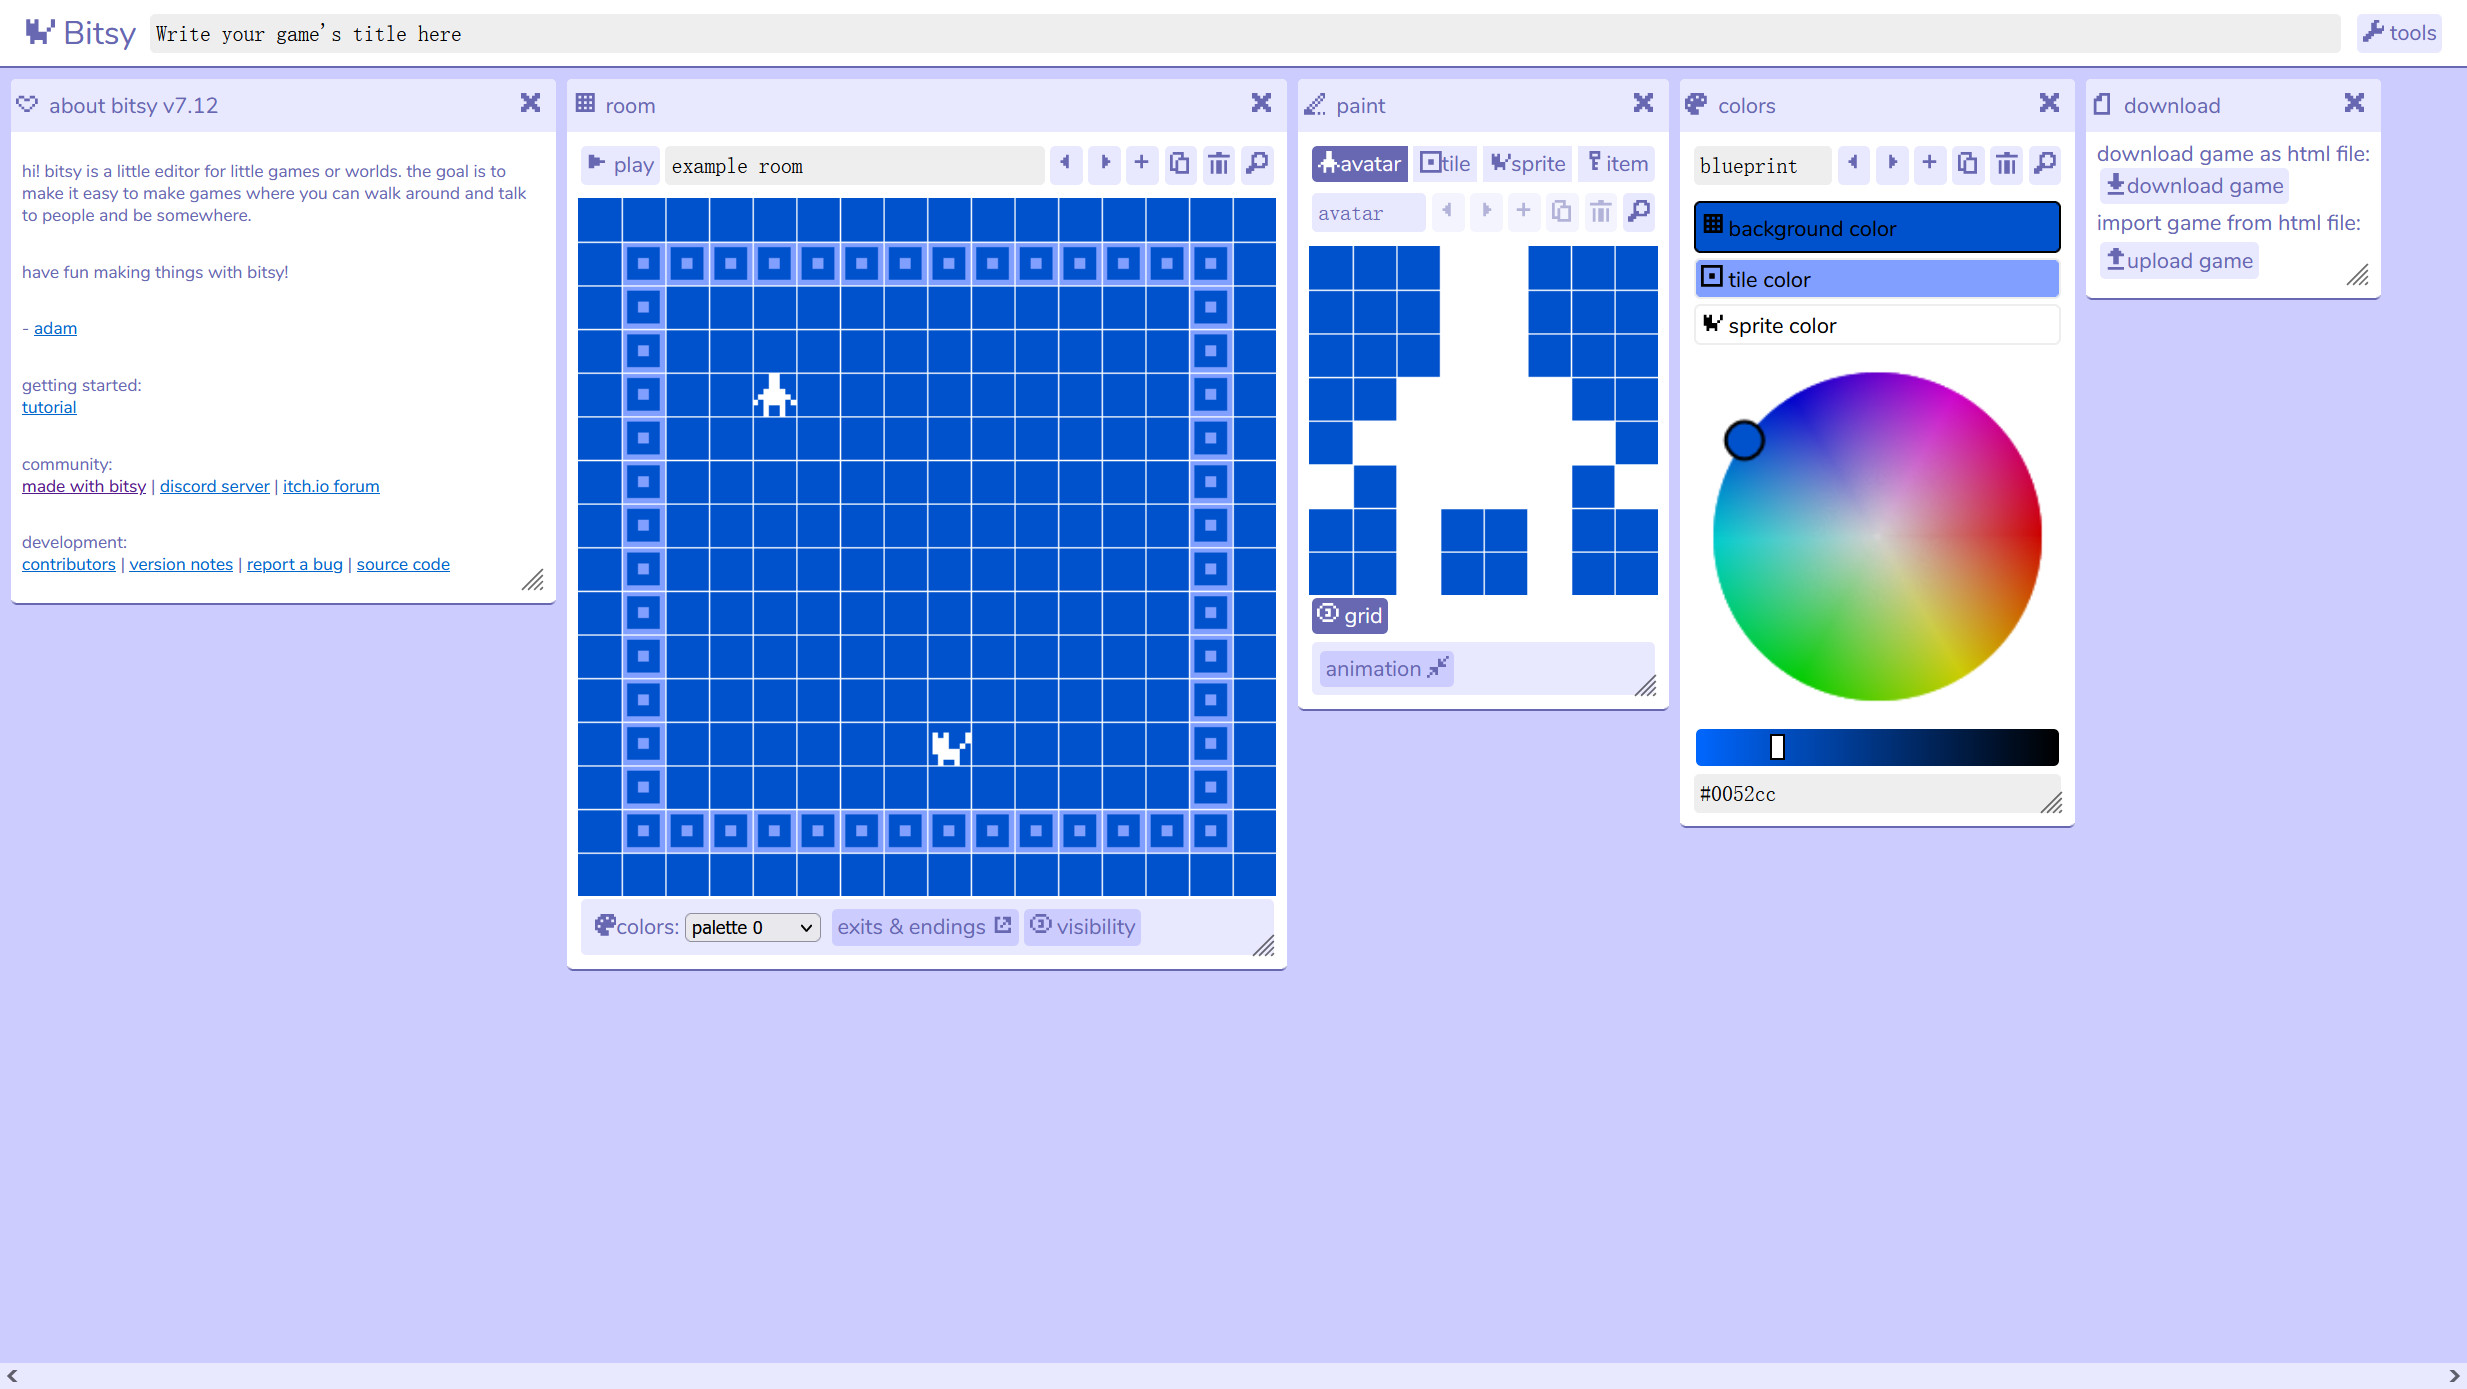 Bitsy
Write your game's title here
tools
about bitsy v7.12
hi! bitsy is a little editor for little games or worlds. the goal is to
make it easy to make games where you can walk around and talk
to people and be somewhere.
have fun making things with bitsy!
- adam
getting started:
tutorial
community:
made with bitsy | discord server | itch.io forum
development:
contributors | version notes | report a bug | source code
room
play
example room
colors: palette 0
exits & endings
visibility
paint
avatar tile sprite item
avatar
grid
animation
colors
blueprint
background color
tile color
sprite color
#0052cc
download
download game as html file:
download game
import game from html file:
upload game